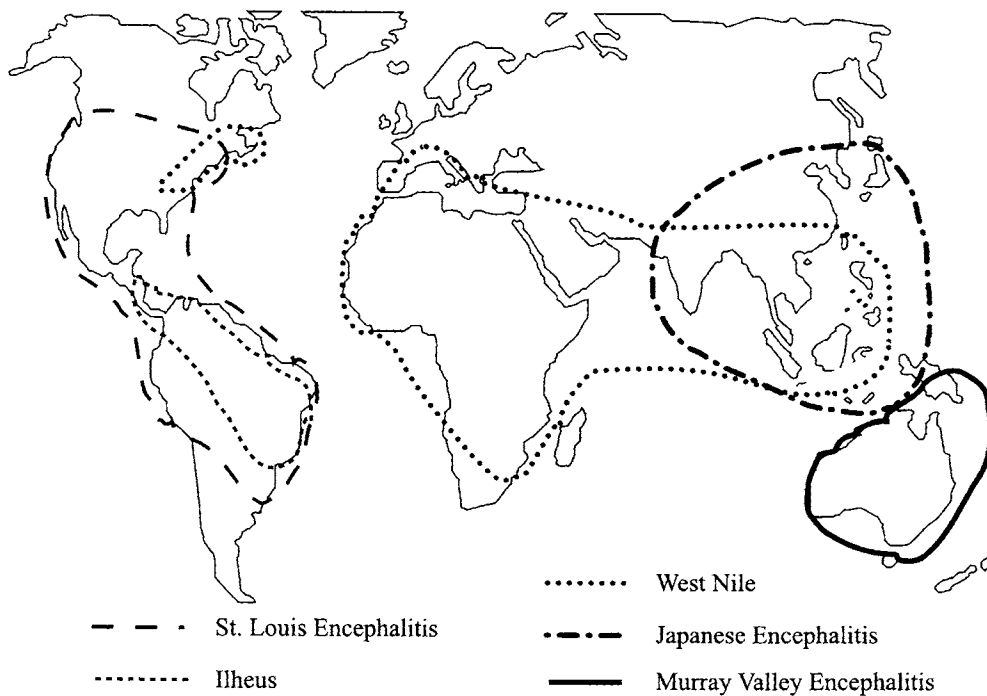 West Nile
St. Louis Encephalitis
Japanese Encephalitis
Ilheus
Murray Valley Encephalitis